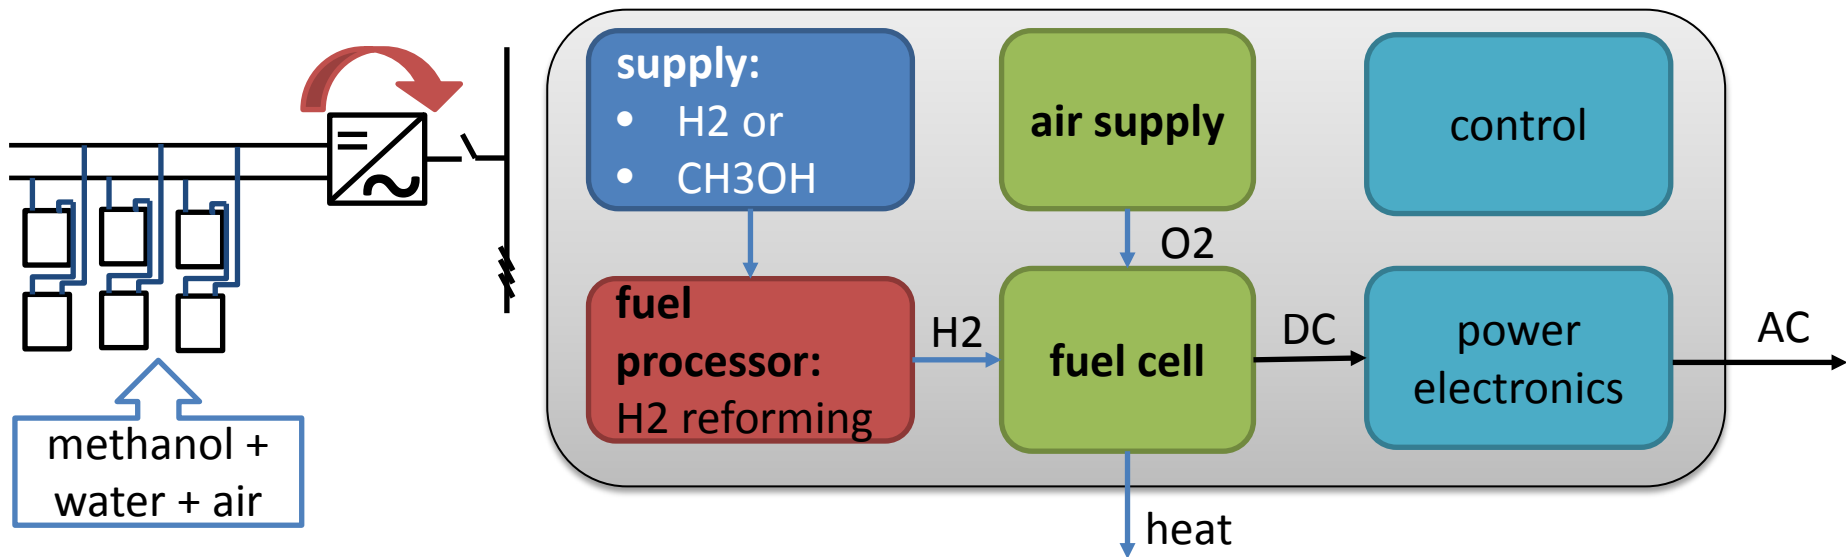 methanol +
water + air
supply:
• H2 or
• CH3OH
air supply
control
O2
fuel
processor:
H2 reforming
H2
fuel cell
DC
power
electronics
AC
heat